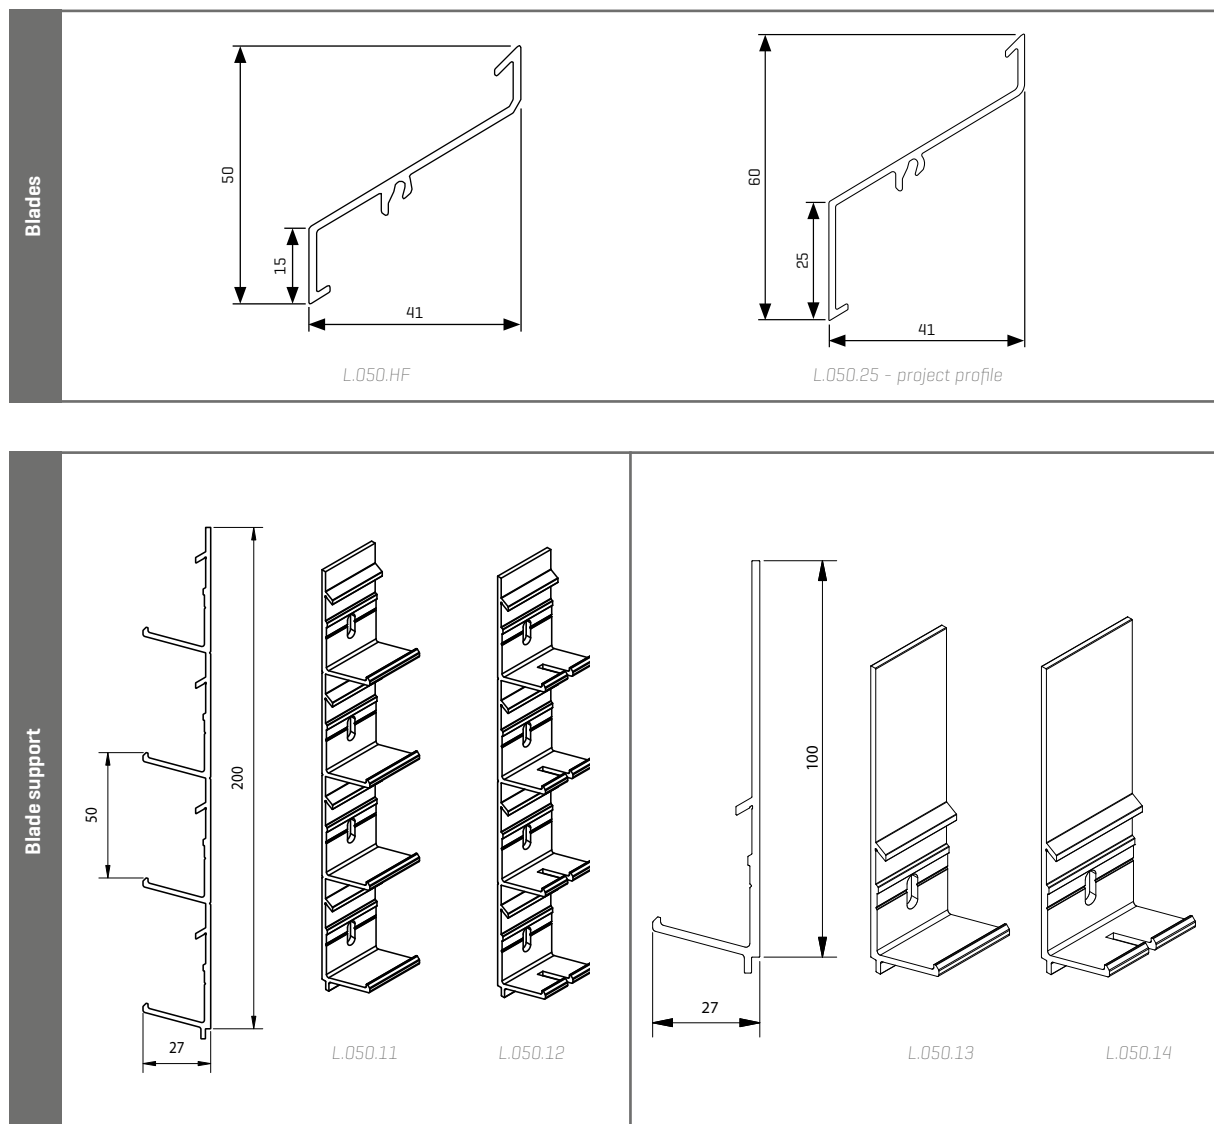 Blades
50
15
41
L.050.HF
60
25
41
L.050.25 - project profile
Blade support
200
50
27
L.050.11
L.050.12
100
27
L.050.13
L.050.14